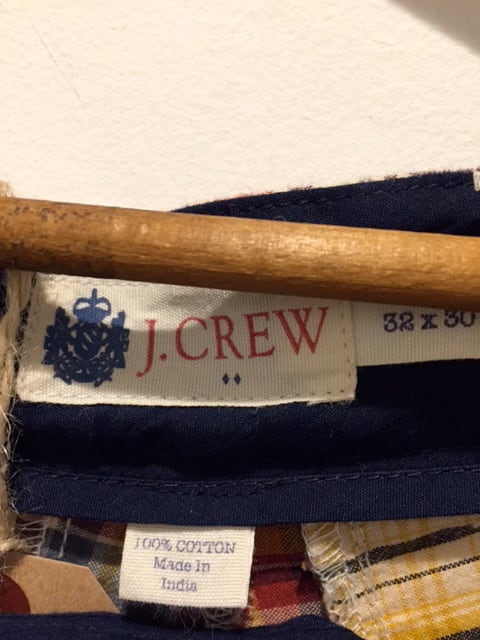 J.CREW
32 x 30
100% COTTON
Made In
India